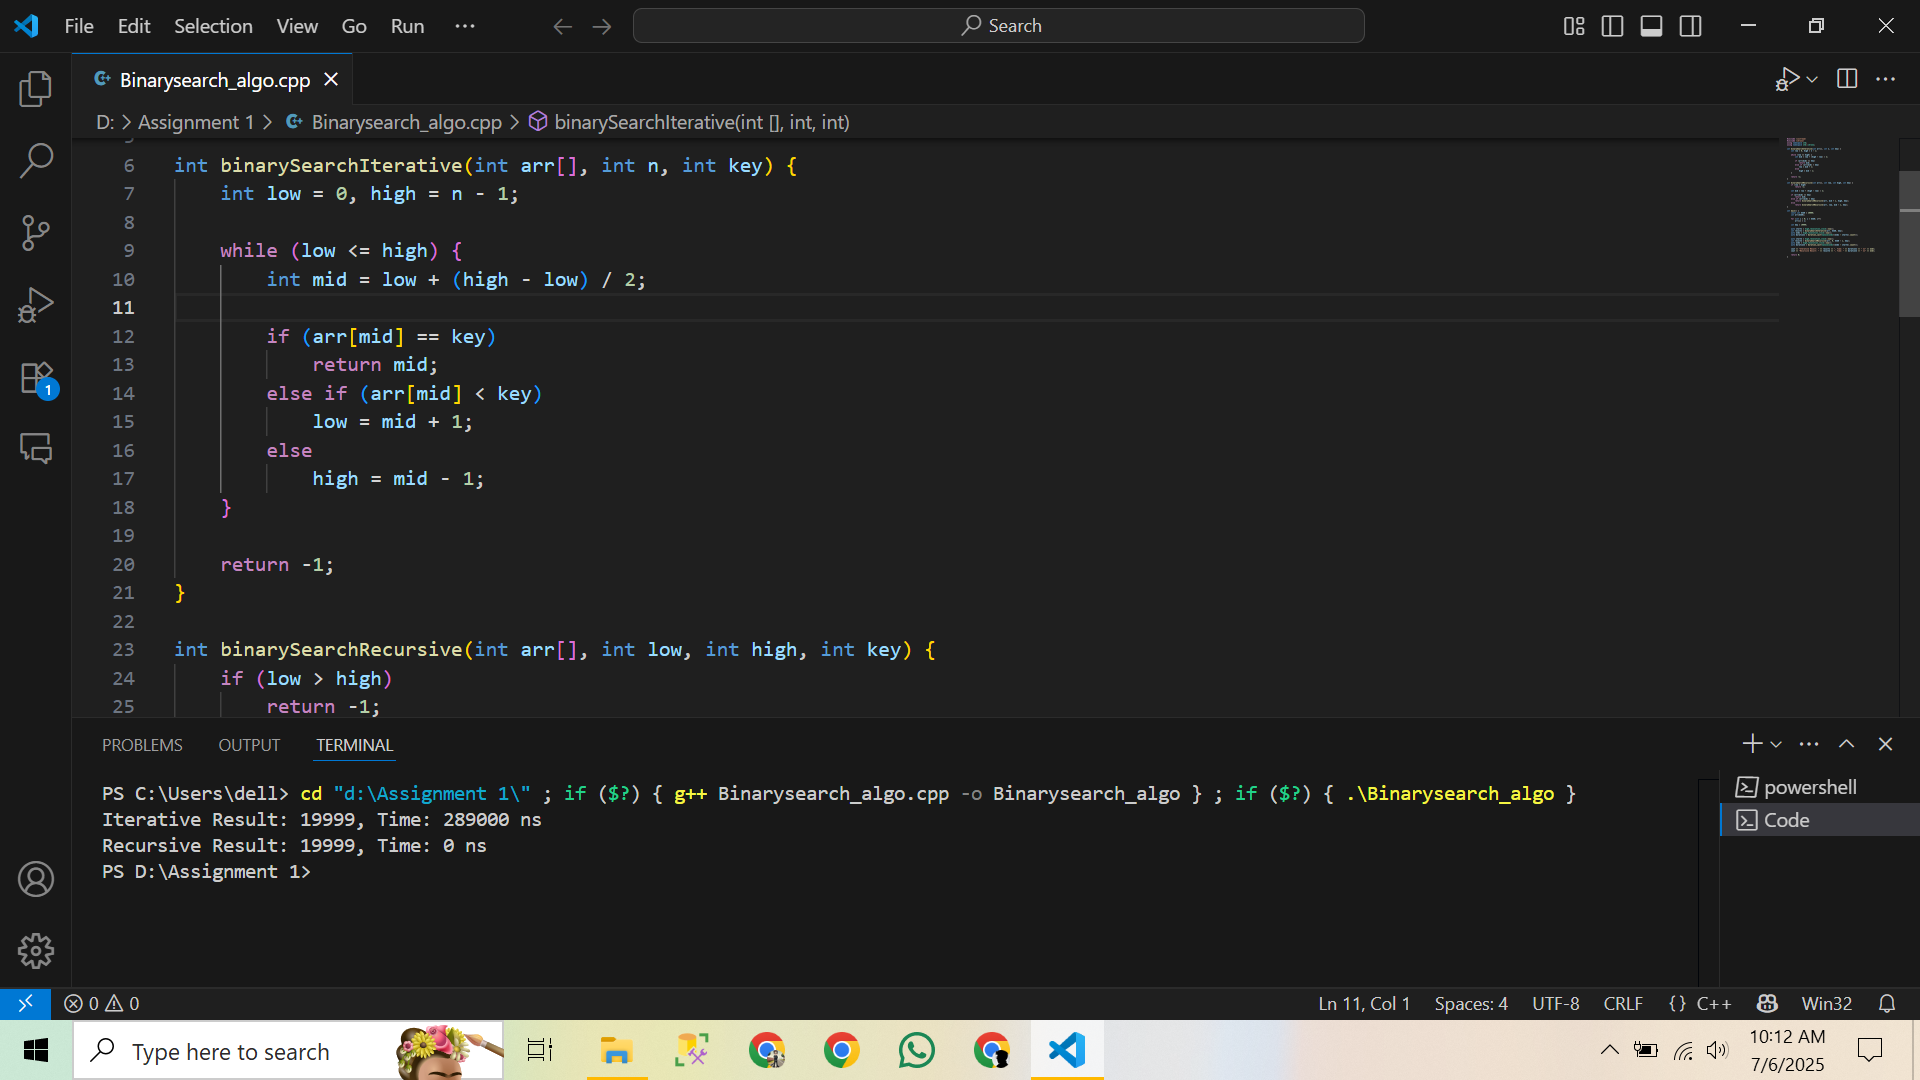 File Edit Selection View Go Run ··· Search
Binarysearch_algo.cpp
D: > Assignment 1 > Binarysearch_algo.cpp > binarySearchIterative(int [], int, int)
5
6 int binarySearchIterative(int arr[], int n, int key) {
7 int low = 0, high = n - 1;
8
9 while (low <= high) {
10 int mid = low + (high - low) / 2;
11
12 if (arr[mid] == key)
13 return mid;
14 else if (arr[mid] < key)
15 low = mid + 1;
16 else
17 high = mid - 1;
18 }
19
20 return -1;
21 }
22
23 int binarySearchRecursive(int arr[], int low, int high, int key) {
24 if (low > high)
25 return -1;
1
PROBLEMS OUTPUT TERMINAL
PS C:\Users\dell> cd "d:\Assignment 1\" ; if ($?) { g++ Binarysearch_algo.cpp -o Binarysearch_algo } ; if ($?) { .\Binarysearch_algo }
Iterative Result: 19999, Time: 289000 ns
Recursive Result: 19999, Time: 0 ns
PS D:\Assignment 1>
powershell
Code
0 0 Ln 11, Col 1 Spaces: 4 UTF-8 CRLF {} C++ Win32
Type here to search
10:12 AM
7/6/2025